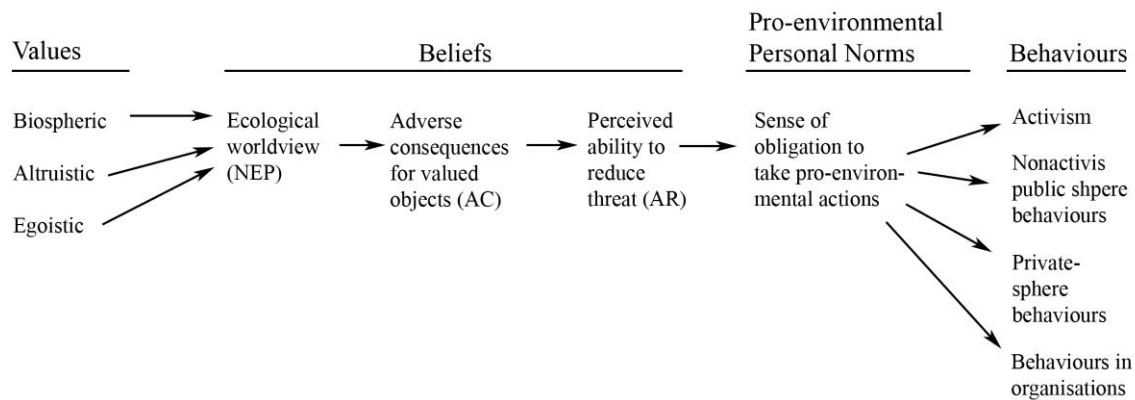 Values
Beliefs
Pro-environmental
Personal Norms
Behaviours
Biospheric
Altruistic
Egoistic
Ecological
worldview
(NEP)
Adverse
consequences
for valued
objects (AC)
Perceived
ability to
reduce
threat (AR)
Sense of
obligation to
take pro-environ-
mental actions
Activism
Nonactivis
public shpere
behaviours
Private-
sphere
behaviours
Behaviours in
organisations